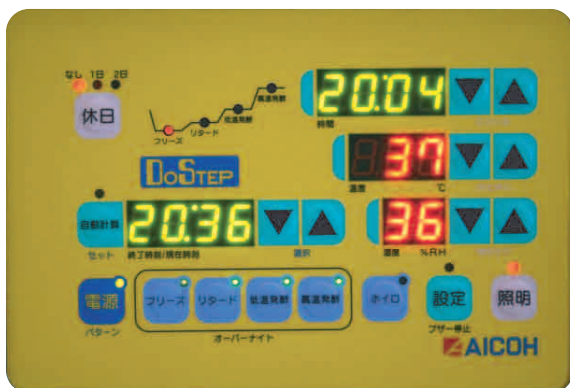 なし 1日 2日
休日
高温発酵
低温発酵
リタード
フリーズ
20:04
時間
DOSTEP
37
温度 ℃
自動計算
セット
20:36
終了時刻/現在時刻
選択
36
湿度 %RH
電源
パターン
フリーズ
リタード
低温発酵
高温発酵
オーバーナイト
ホイロ
設定
ブザー停止
照明
AICOH